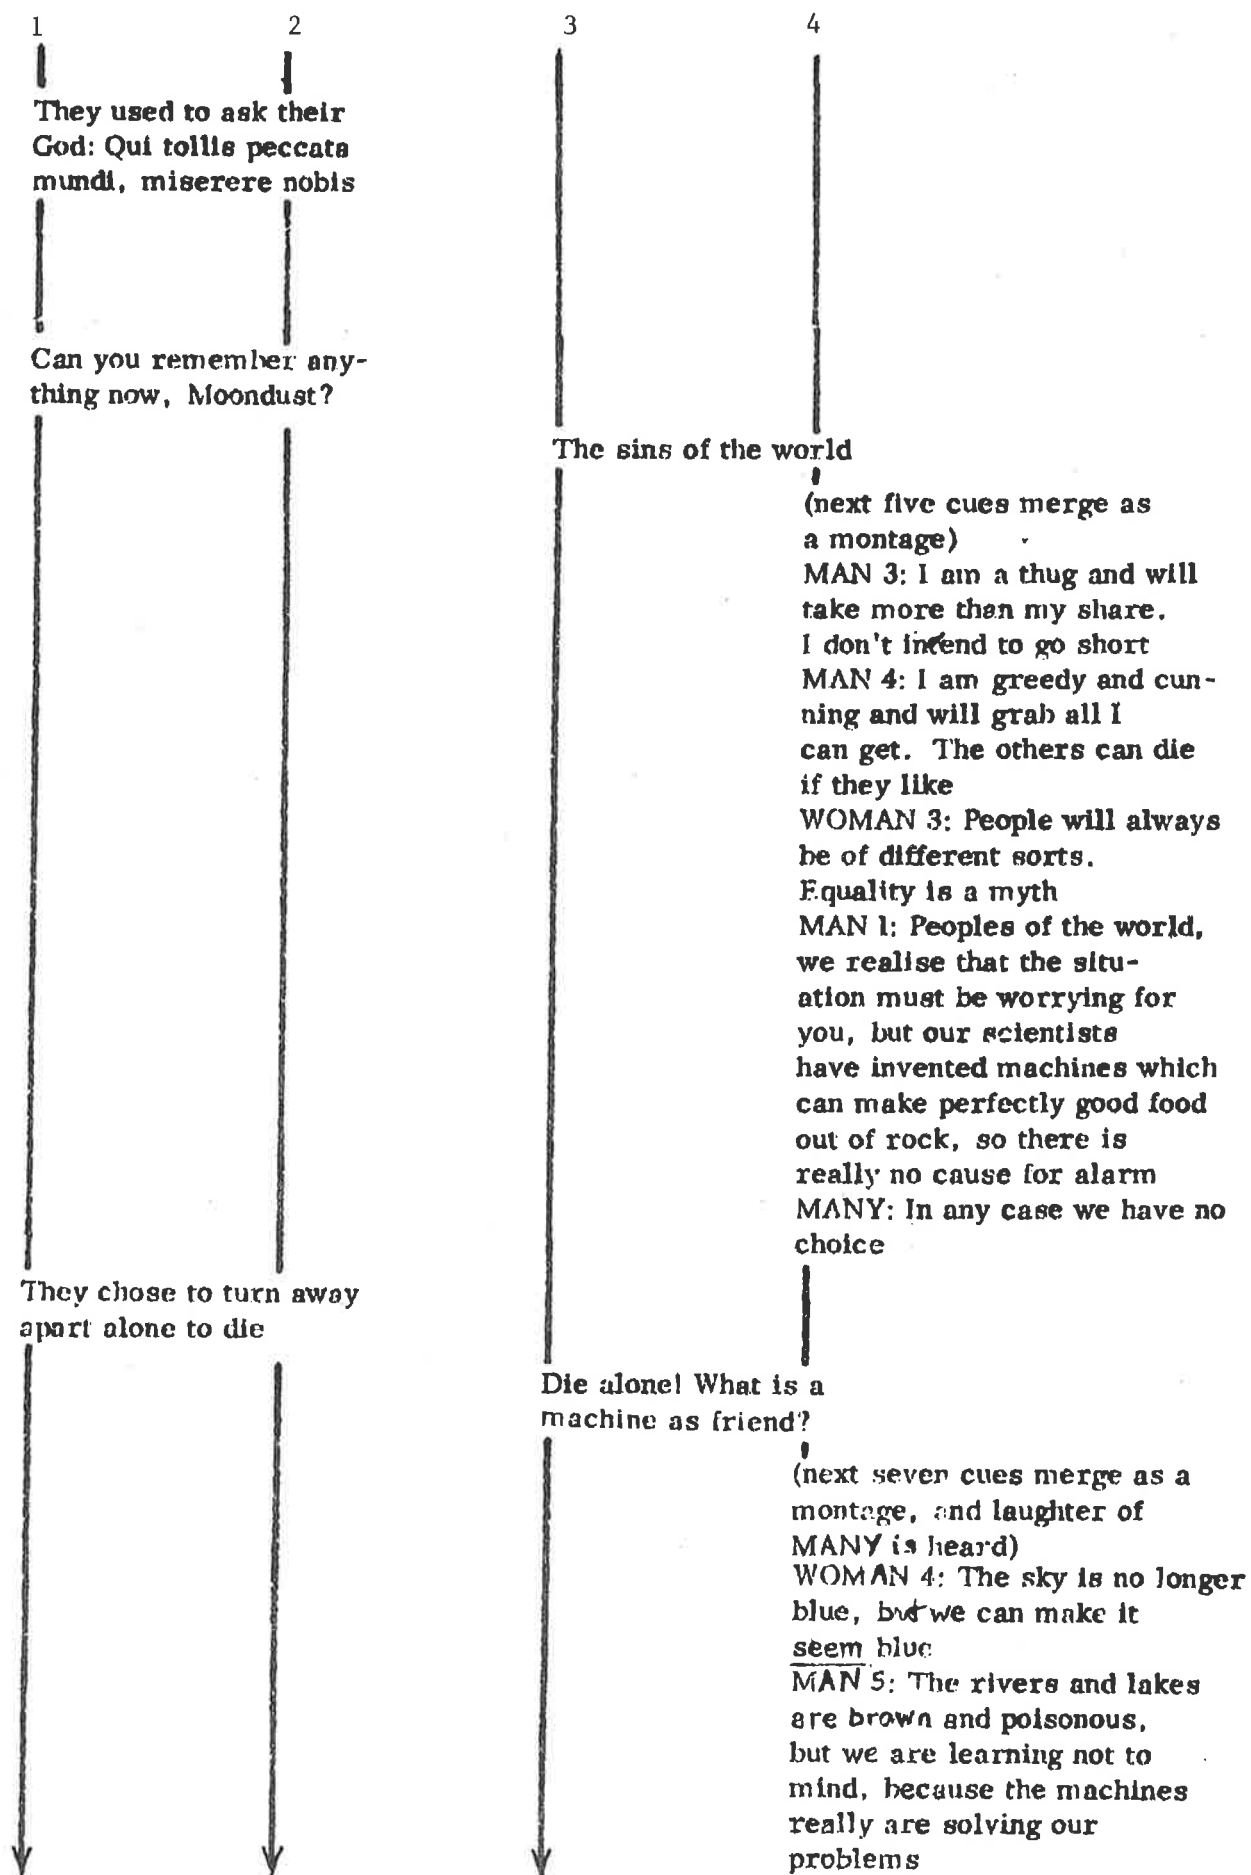 1 2 3 4
They used to ask their
God: Qui tollis peccata
mundi, miserere nobis
Can you remember any-
thing now, Moondust?
The sins of the world
(next five cues merge as
a montage)
MAN 3: I am a thug and will
take more than my share.
I don't intend to go short
MAN 4: I am greedy and cun-
ning and will grab all I
can get. The others can die
if they like
WOMAN 3: People will always
be of different sorts.
Equality is a myth
MAN 1: Peoples of the world,
we realise that the situ-
ation must be worrying for
you, but our scientists
have invented machines which
can make perfectly good food
out of rock, so there is
really no cause for alarm
MANY: In any case we have no
choice
They chose to turn away
apart alone to die
Die alone! What is a
machine as friend?
(next seven cues merge as a
montage, and laughter of
MANY is heard)
WOMAN 4: The sky is no longer
blue, but we can make it
seem blue
MAN 5: The rivers and lakes
are brown and poisonous,
but we are learning not to
mind, because the machines
really are solving our
problems